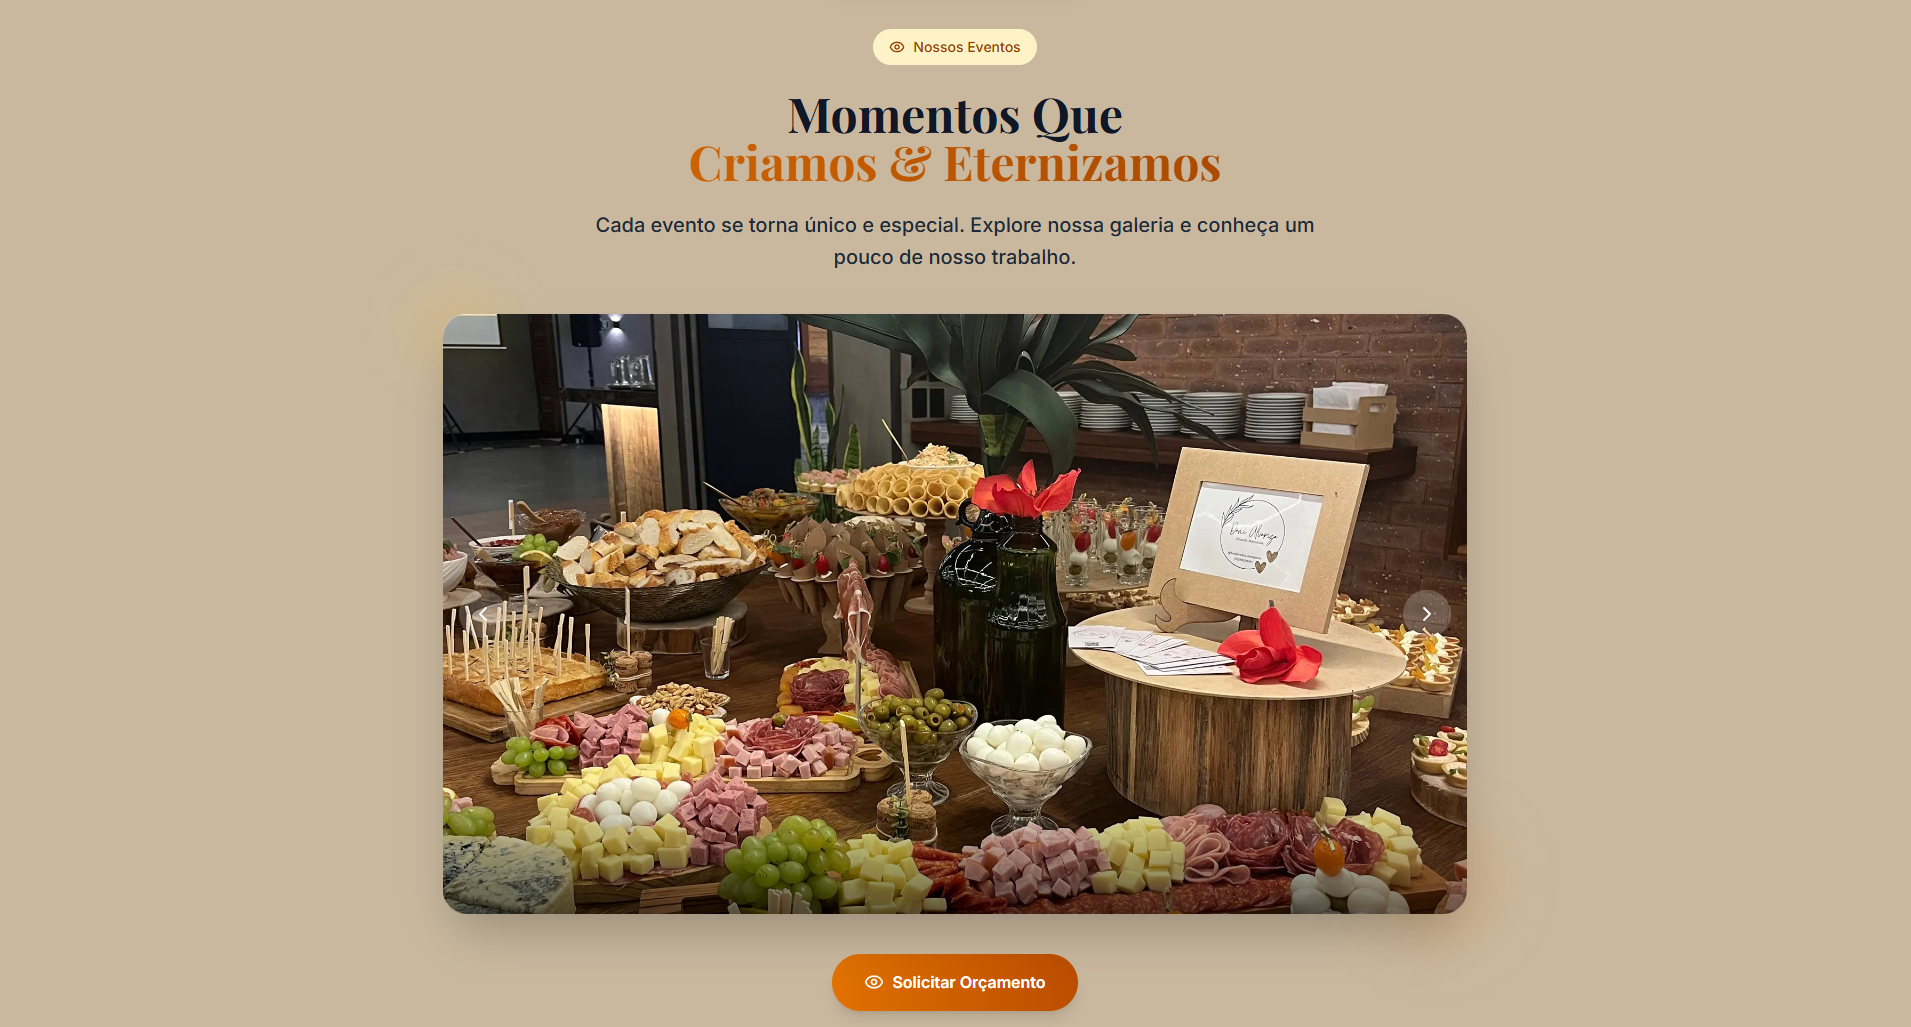 Nossos Eventos
Momentos Que
Criamos & Eternizamos
Cada evento se torna único e especial. Explore nossa galeria e conheça um
pouco de nosso trabalho.
Solicitar Orçamento